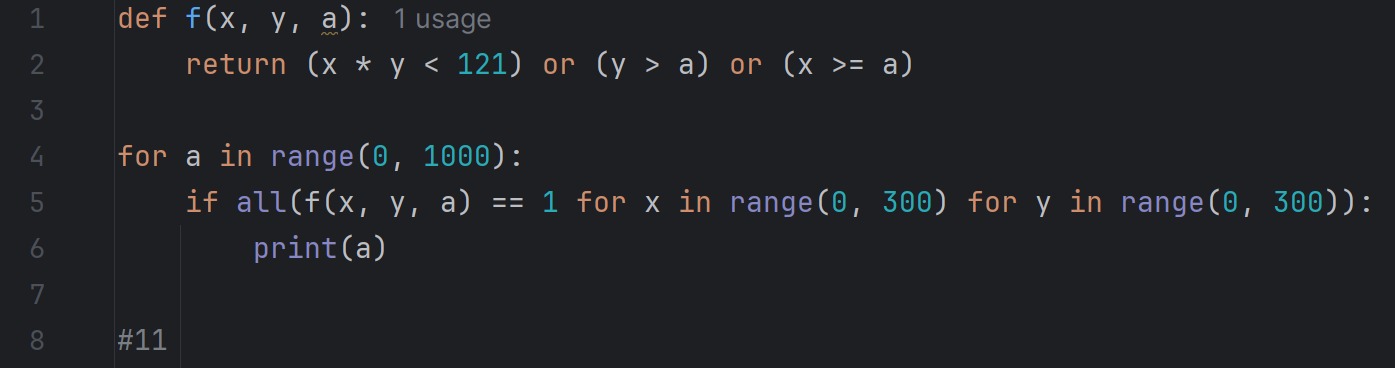 1 def f(x, y, a): 1 usage
2     return (x * y < 121) or (y > a) or (x >= a)
3
4 for a in range(0, 1000):
5     if all(f(x, y, a) == 1 for x in range(0, 300) for y in range(0, 300)):
6         print(a)
7
8 #11